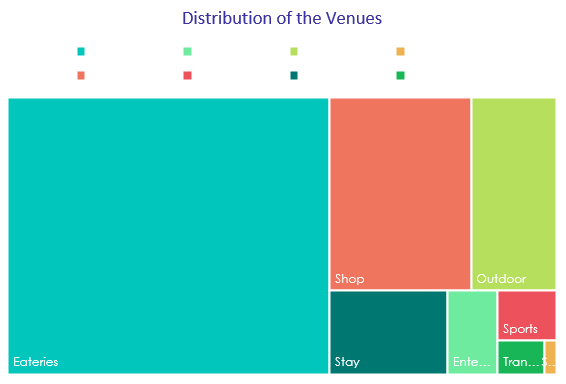 Distribution of the Venues
Shop
Outdoor
Sports
Eateries
Stay
Ente...
Tran...
S...